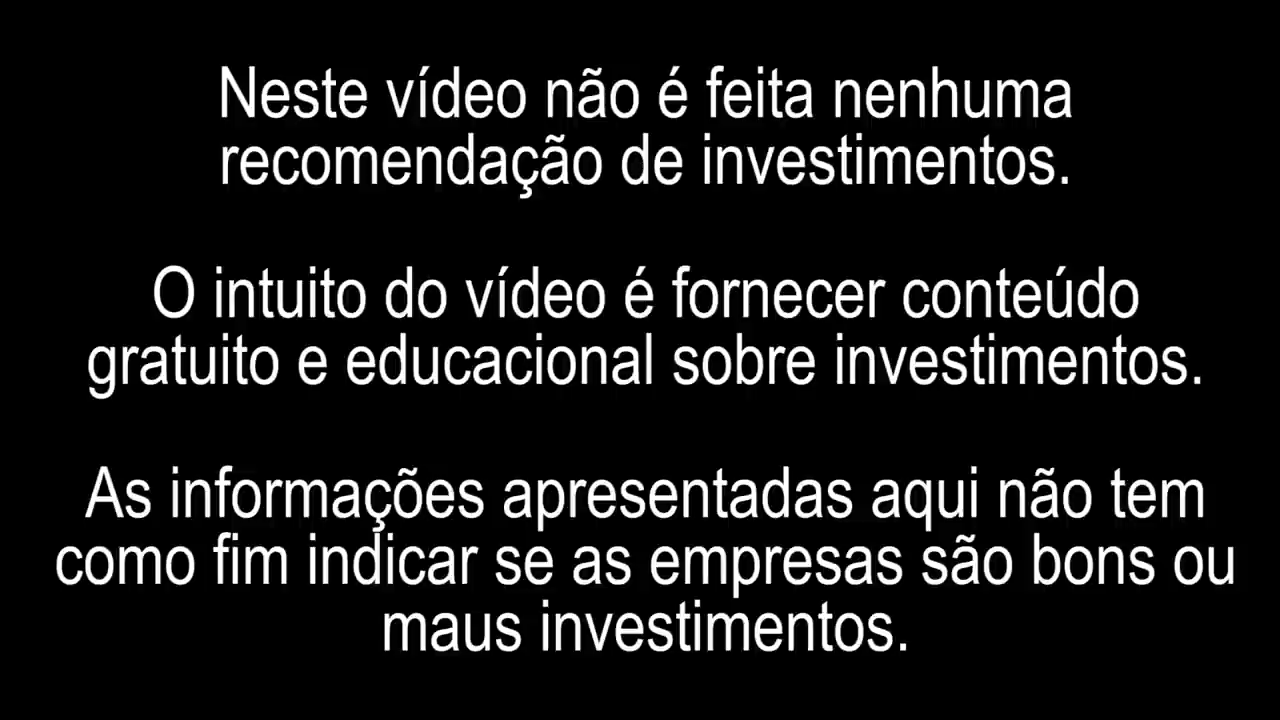 Neste vídeo não é feita nenhuma
recomendação de investimentos.
O intuito do vídeo é fornecer conteúdo
gratuito e educacional sobre investimentos.
As informações apresentadas aqui não tem
como fim indicar se as empresas são bons ou
maus investimentos.